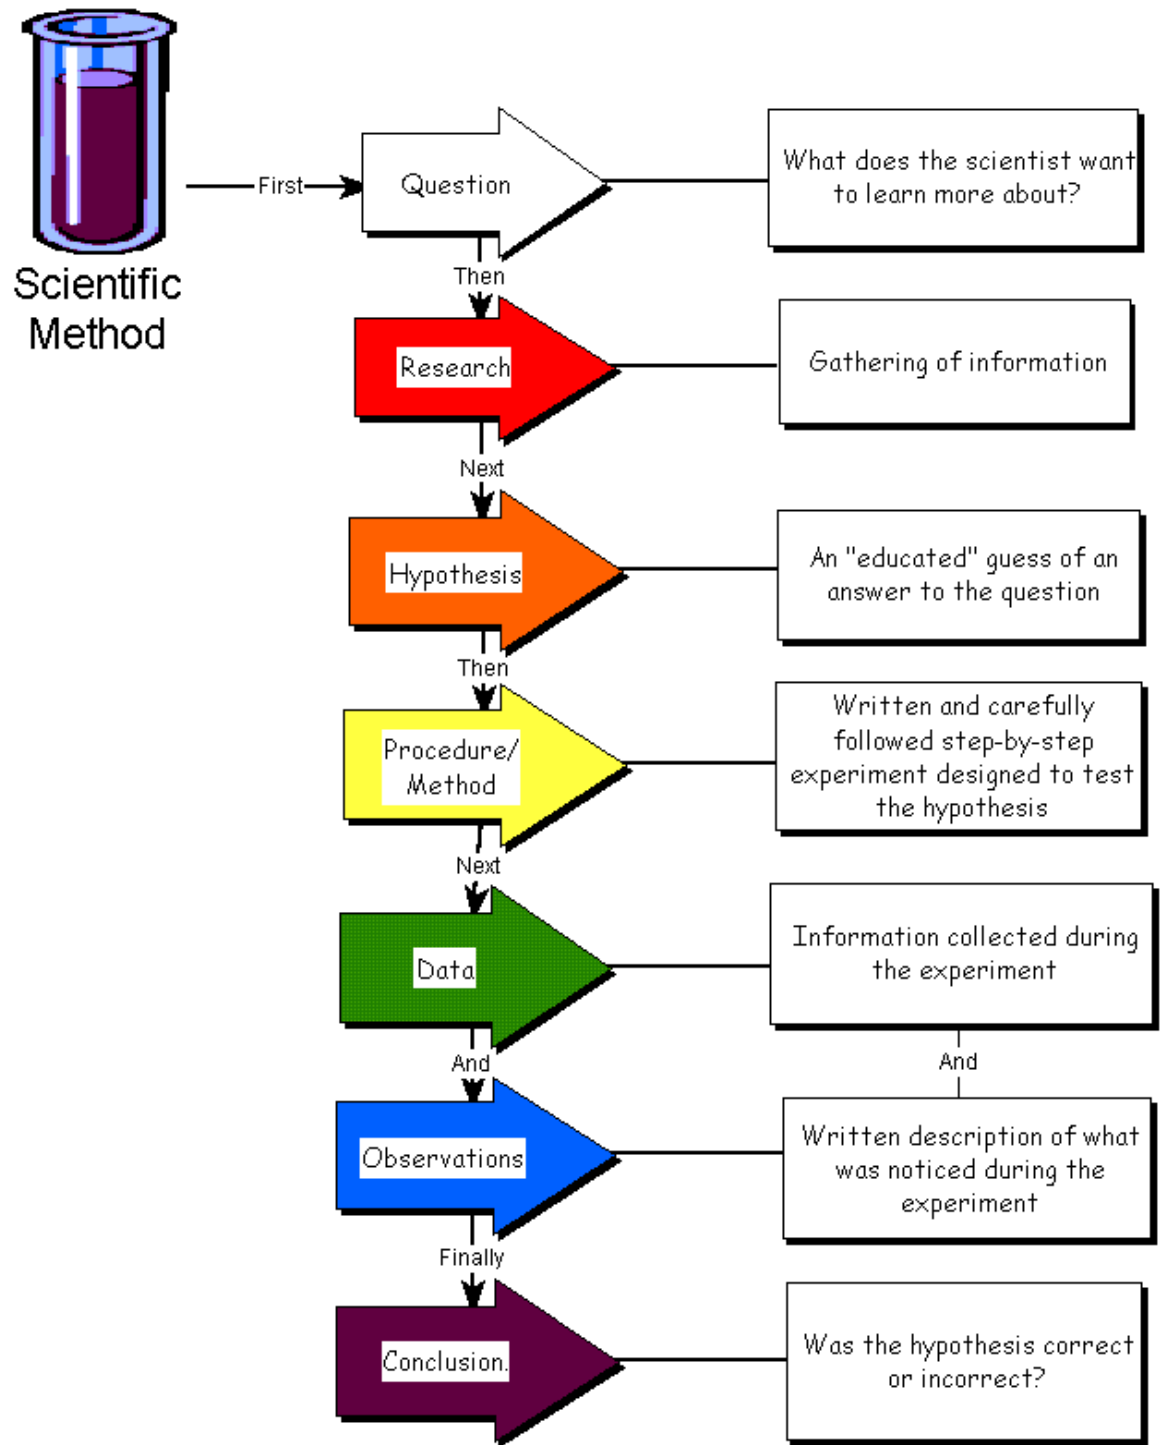 Scientific
Method
First
Question
What does the scientist want
to learn more about?
Then
Research
Gathering of information
Next
Hypothesis
An "educated" guess of an
answer to the question
Then
Procedure/
Method
Written and carefully
followed step-by-step
experiment designed to test
the hypothesis
Next
Data
Information collected during
the experiment
And
And
Observations
Written description of what
was noticed during the
experiment
Finally
Conclusion.
Was the hypothesis correct
or incorrect?